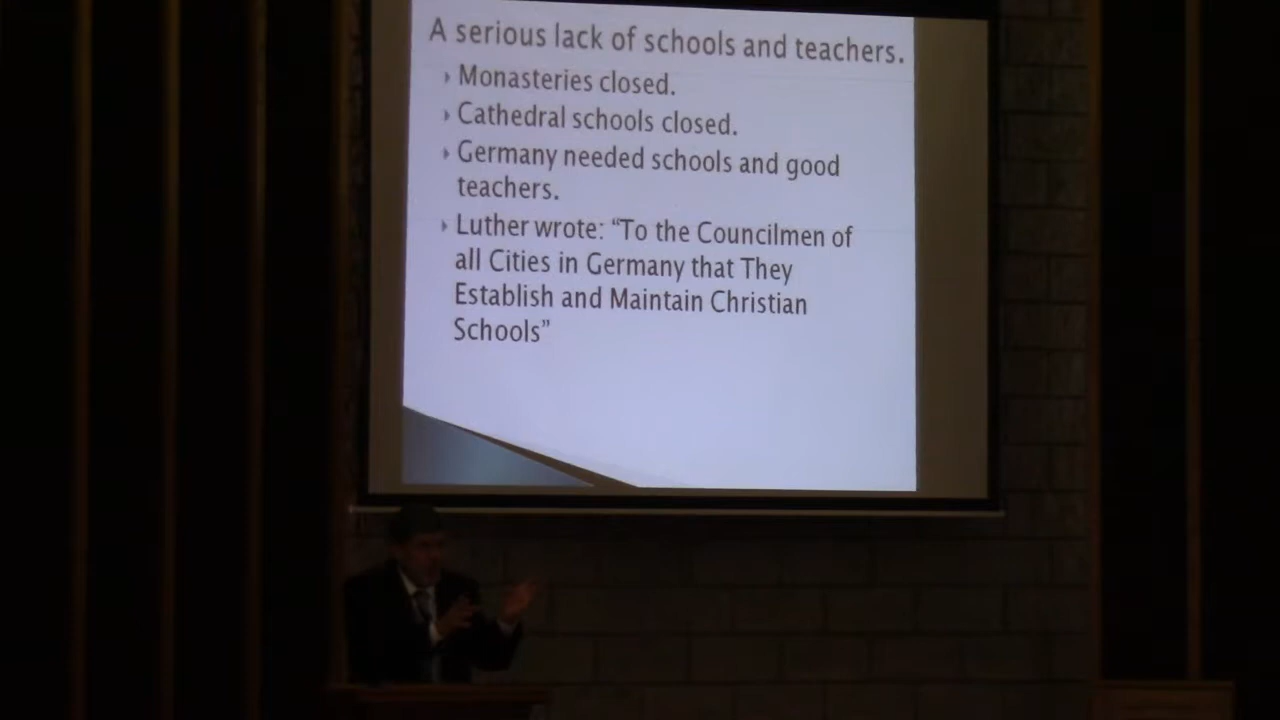 A serious lack of schools and teachers.
Monasteries closed.
Cathedral schools closed.
Germany needed schools and good
teachers.
Luther wrote: “To the Councilmen of
all Cities in Germany that They
Establish and Maintain Christian
Schools”